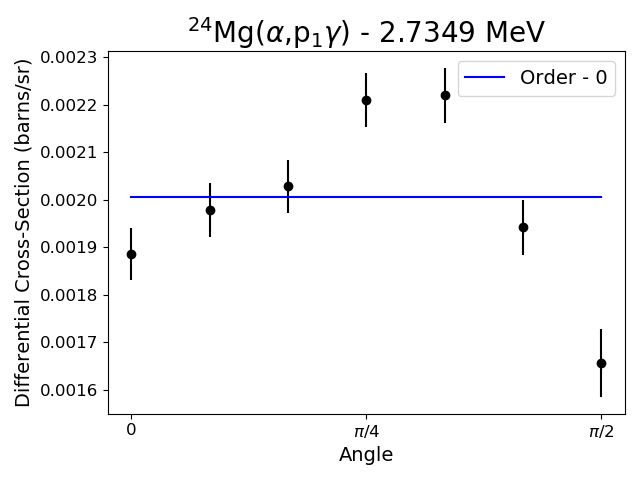 ²⁴Mg(α,p₁γ) - 2.7349 MeV
Differential Cross-Section (barns/sr)
0.0023
0.0022
0.0021
0.0020
0.0019
0.0018
0.0017
0.0016
Order - 0
0 π/4 π/2
Angle